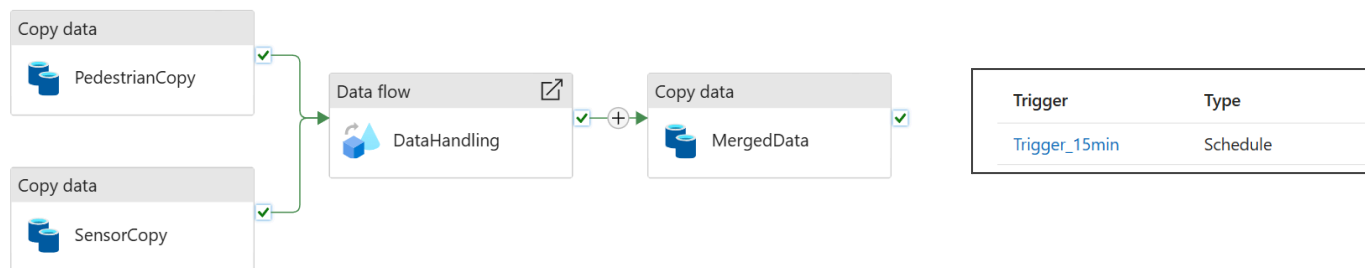 Copy data
PedestrianCopy
Copy data
SensorCopy
Data flow
DataHandling
Copy data
MergedData
Trigger Type
Trigger_15min Schedule